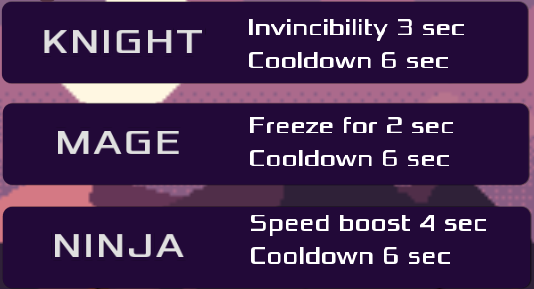 KNIGHT
Invincibility 3 sec
Cooldown 6 sec
MAGE
Freeze for 2 sec
Cooldown 6 sec
NINJA
Speed boost 4 sec
Cooldown 6 sec